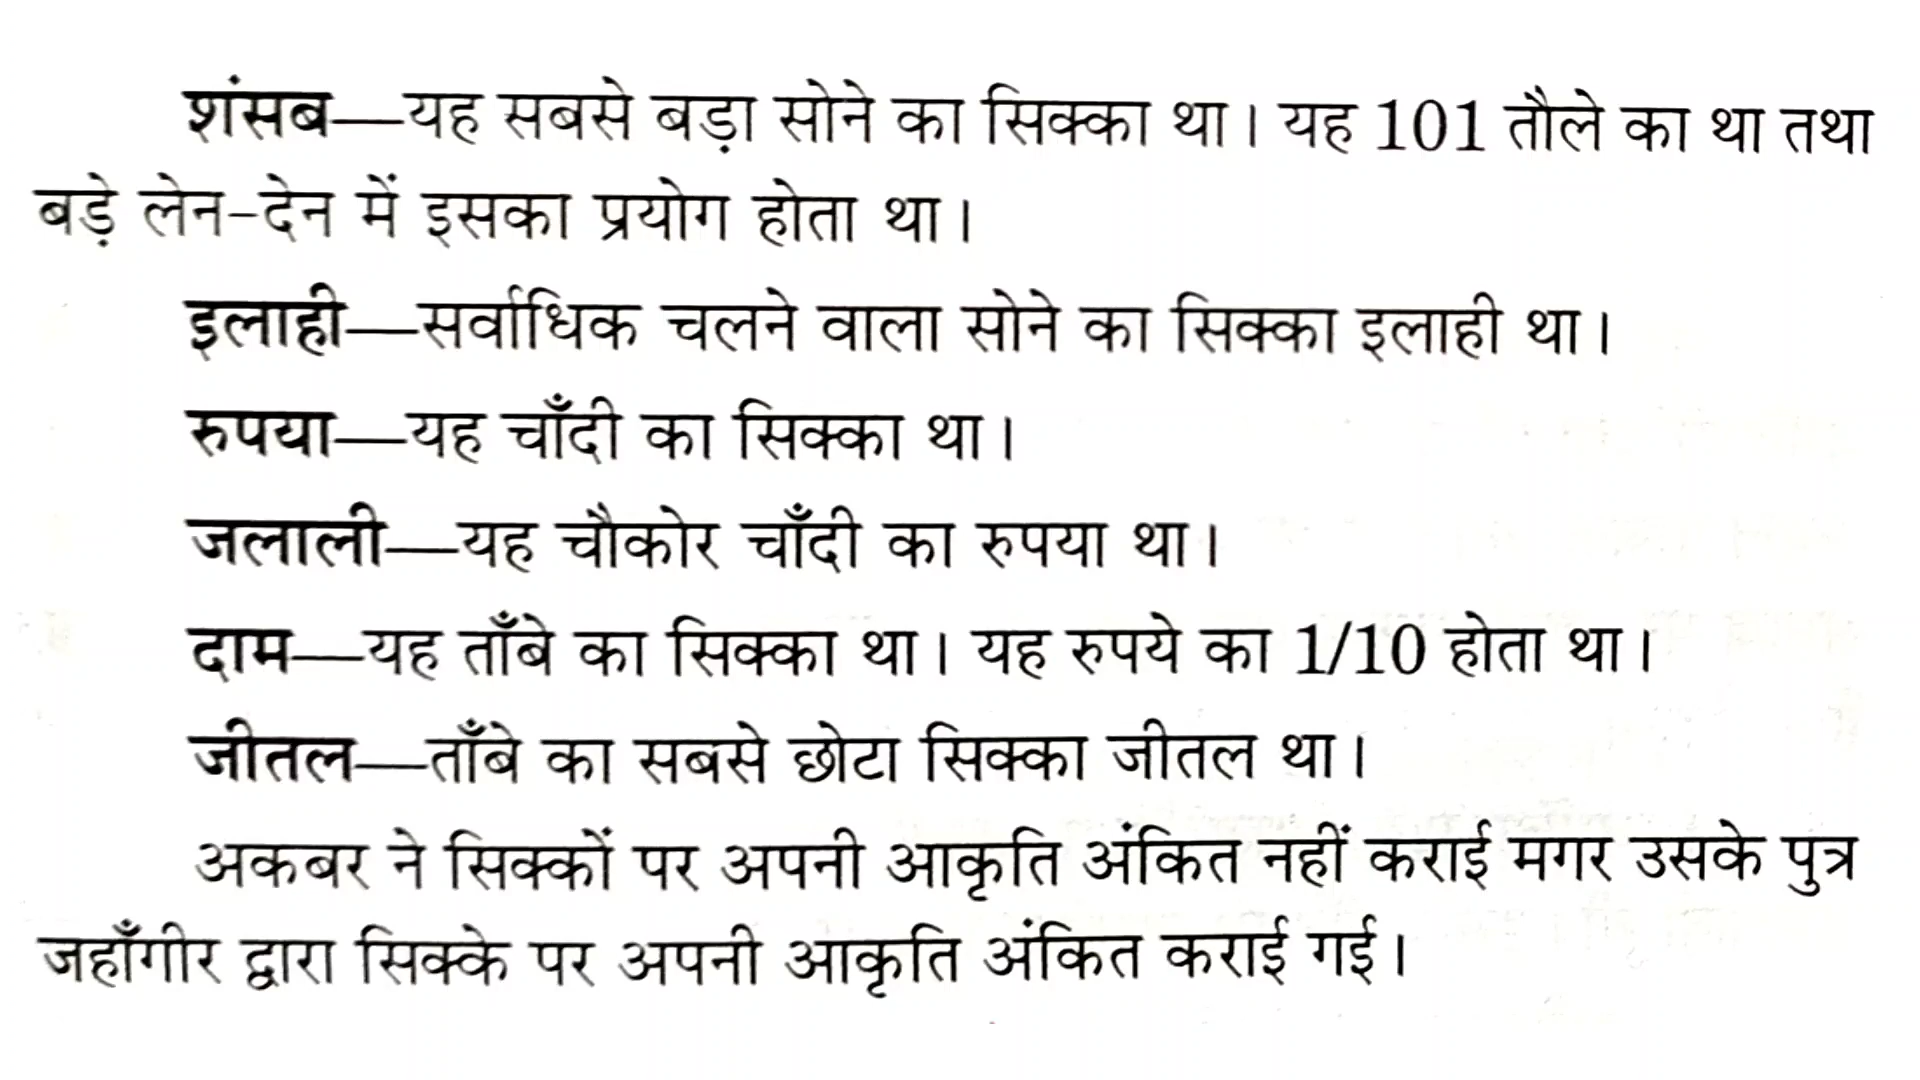 शंसब—यह सबसे बड़ा सोने का सिक्का था। यह 101 तौले का था तथा
बड़े लेन-देन में इसका प्रयोग होता था।
इलाही—सर्वाधिक चलने वाला सोने का सिक्का इलाही था।
रुपया—यह चाँदी का सिक्का था।
जलाली—यह चौकोर चाँदी का रुपया था।
दाम—यह ताँबे का सिक्का था। यह रुपये का 1/10 होता था।
जीतल—ताँबे का सबसे छोटा सिक्का जीतल था।
अकबर ने सिक्कों पर अपनी आकृति अंकित नहीं कराई मगर उसके पुत्र
जहाँगीर द्वारा सिक्के पर अपनी आकृति अंकित कराई गई।